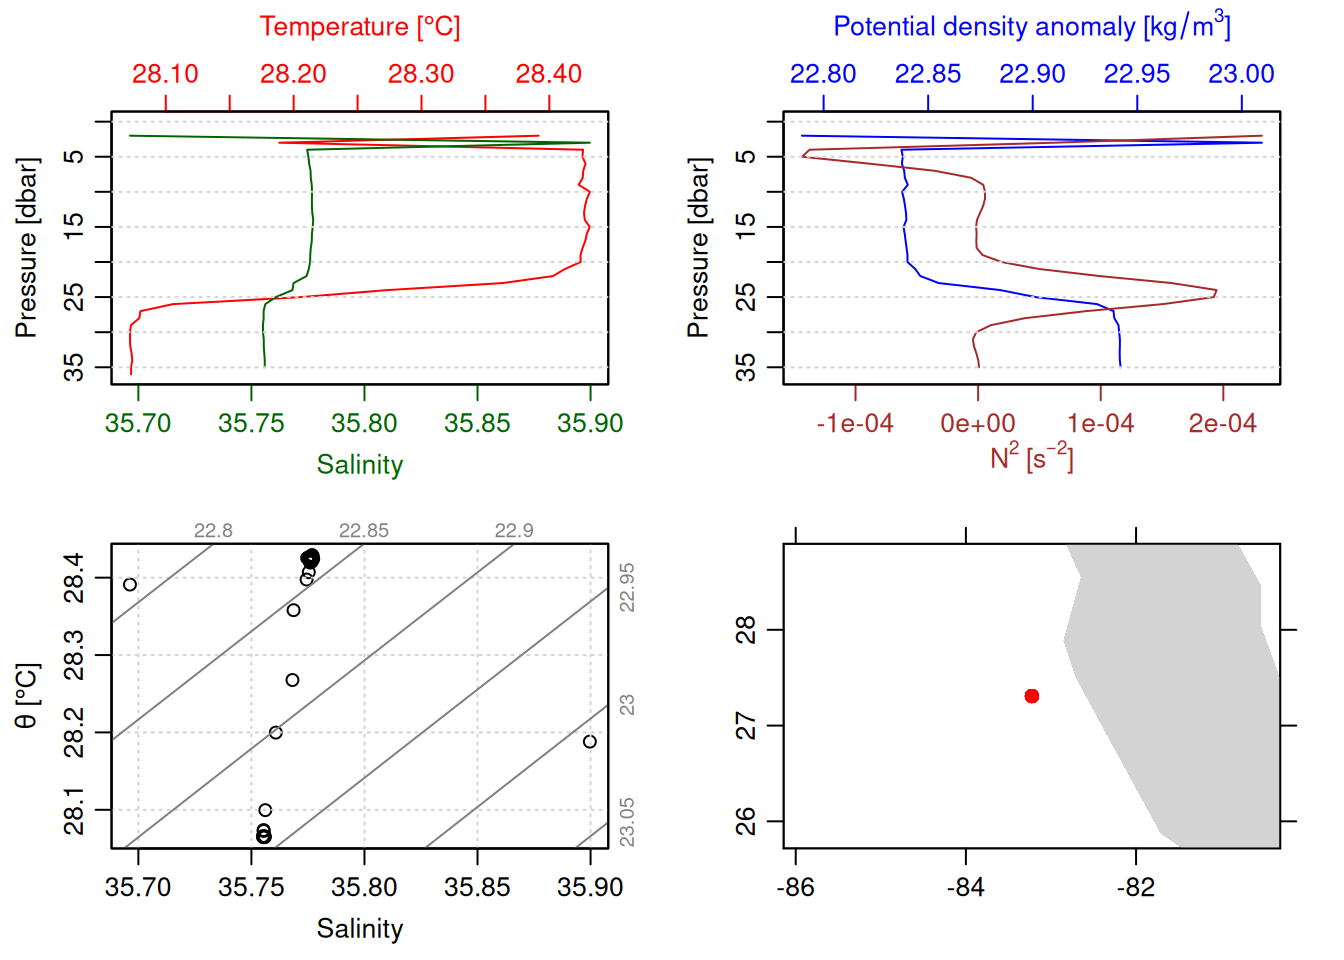 Temperature [°C]
28.10 28.20 28.30 28.40
Pressure [dbar]
5 15 25 35
35.70 35.75 35.80 35.85 35.90
Salinity
Potential density anomaly [kg/m³]
22.80 22.85 22.90 22.95 23.00
Pressure [dbar]
5 15 25 35
-1e-04 0e+00 1e-04 2e-04
N² [s⁻²]
22.8 22.85 22.9
22.95
23
23.05
θ [°C]
28.1 28.2 28.3 28.4
35.70 35.75 35.80 35.85 35.90
Salinity
28
27
26
-86 -84 -82